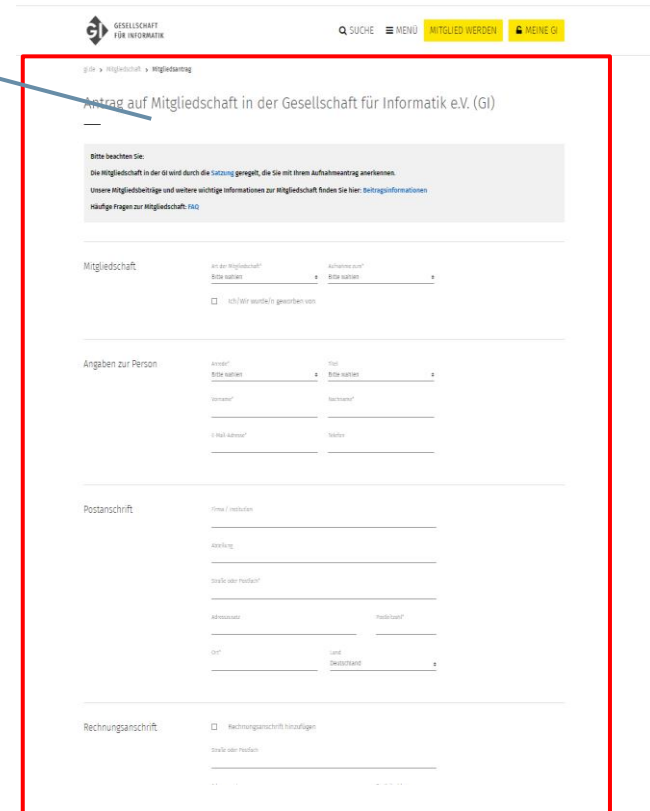 GESELLSCHAFT
FÜR INFORMATIK
SUCHE MENÜ MITGLIED WERDEN MEINE GI
gi.de > Mitgliedschaft > Mitgliedsantrag
Antrag auf Mitgliedschaft in der Gesellschaft für Informatik e.V. (GI)
Bitte beachten Sie:
Die Mitgliedschaft in der GI wird durch die Satzung geregelt, die Sie mit Ihrem Aufnahmeantrag anerkennen.
Unsere Mitgliedsbeiträge und weitere wichtige Informationen zur Mitgliedschaft finden Sie hier: Beitragsinformationen
Häufige Fragen zur Mitgliedschaft: FAQ
Mitgliedschaft
Art der Mitgliedschaft* Aufnahme zum*
Bitte wählen Bitte wählen
Ich/Wir wurde/n geworben von:
Angaben zur Person
Anrede* Titel
Bitte wählen Bitte wählen
Vorname* Nachname*
E-Mail-Adresse* Telefon
Postanschrift
Firma / Institution
Abteilung
Straße oder Postfach*
Adresszusatz Postleitzahl*
Ort* Land
Deutschland
Rechnungsanschrift
Rechnungsanschrift hinzufügen
Straße oder Postfach